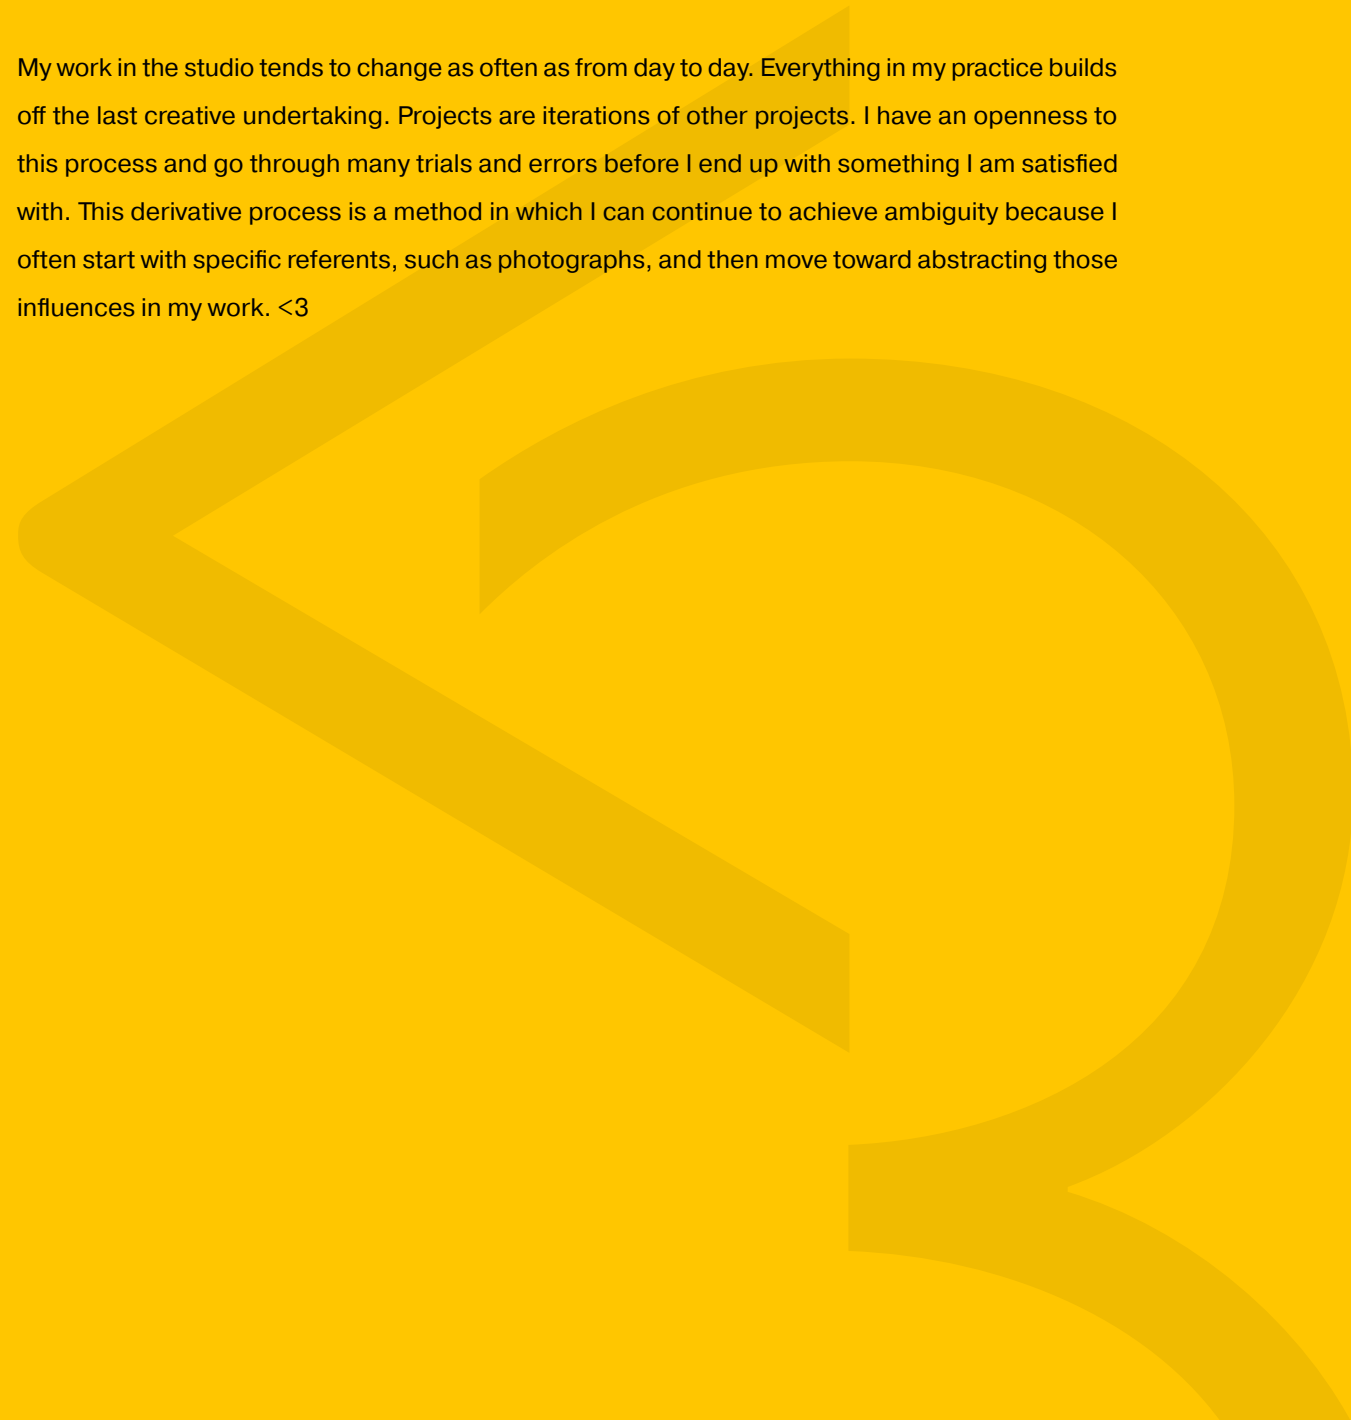 My work in the studio tends to change as often as from day to day. Everything in my practice builds
off the last creative undertaking. Projects are iterations of other projects. I have an openness to
this process and go through many trials and errors before I end up with something I am satisfied
with. This derivative process is a method in which I can continue to achieve ambiguity because I
often start with specific referents, such as photographs, and then move toward abstracting those
influences in my work. <3
<3